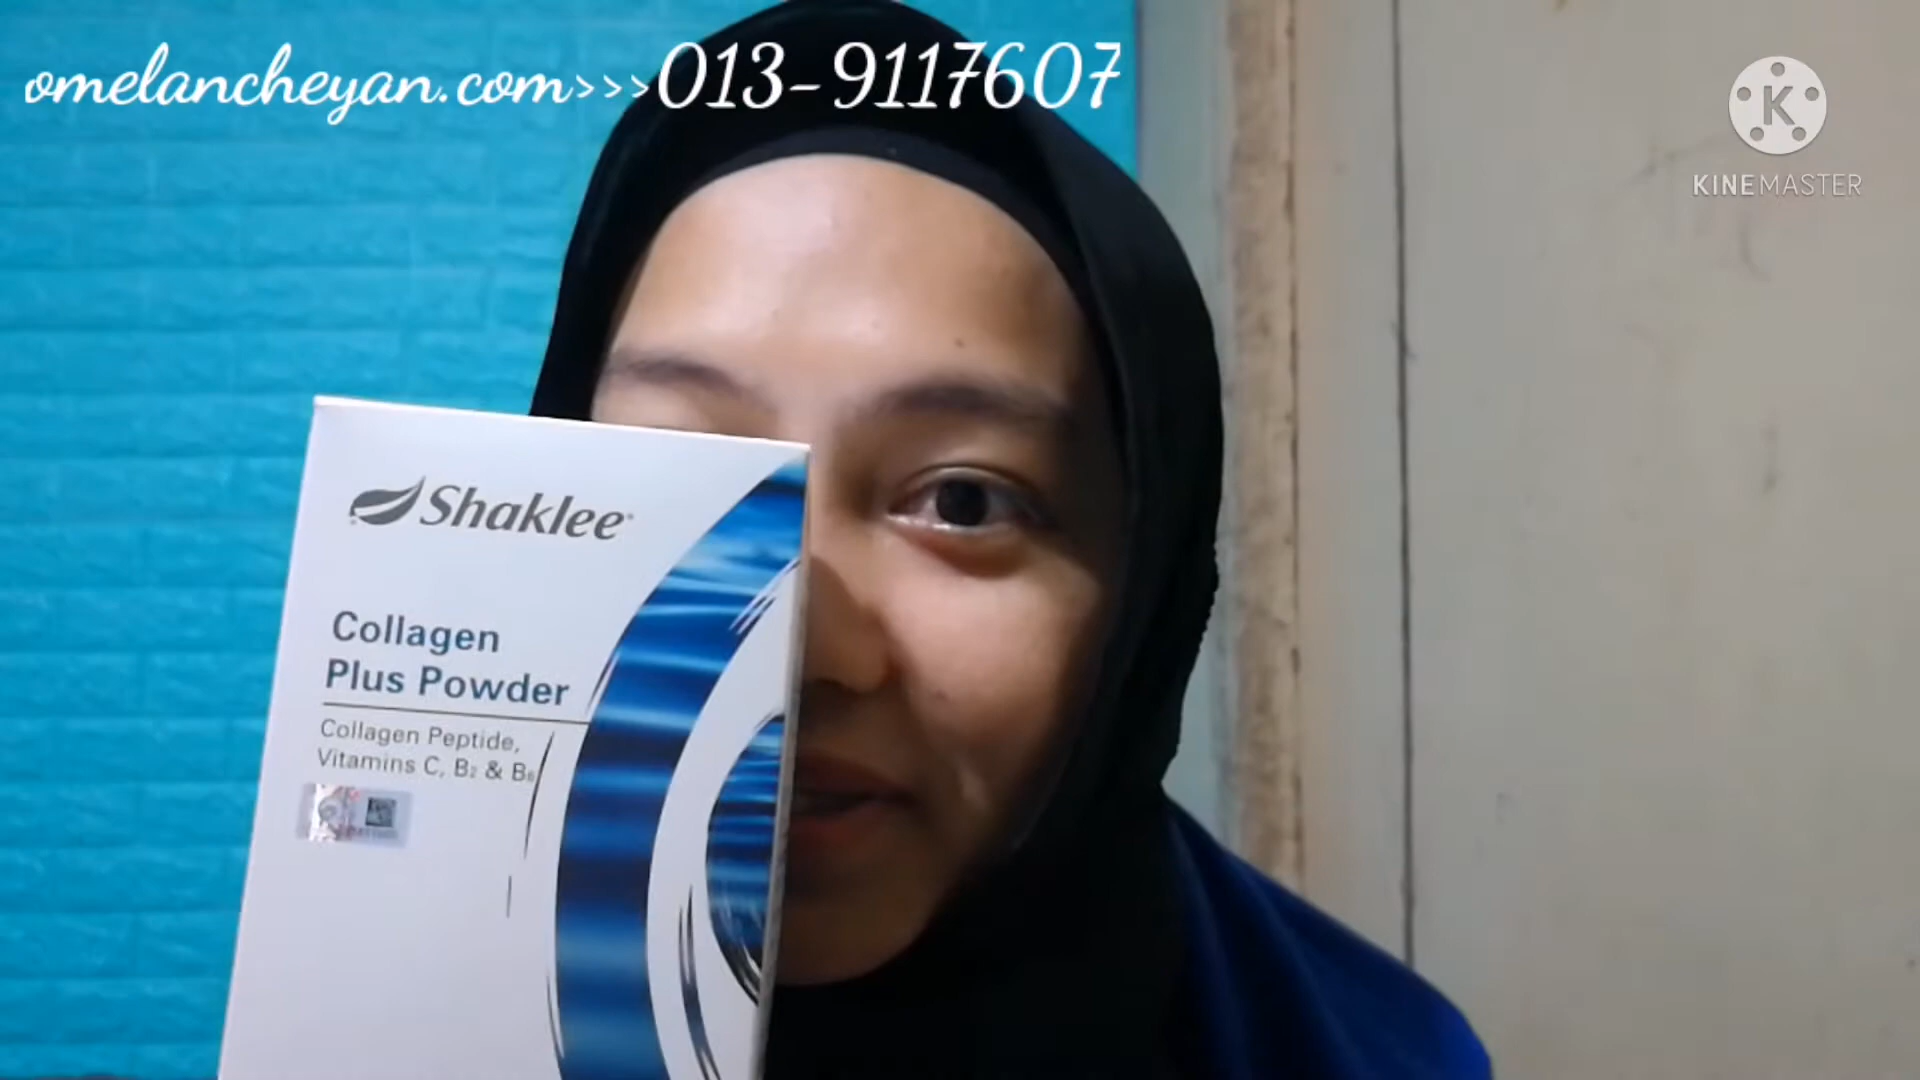 omelancheyan.com>>>013-9117607
K
KINEMASTER
Shaklee
Collagen
Plus Powder
Collagen Peptide,
Vitamins C, B₂ & B₆